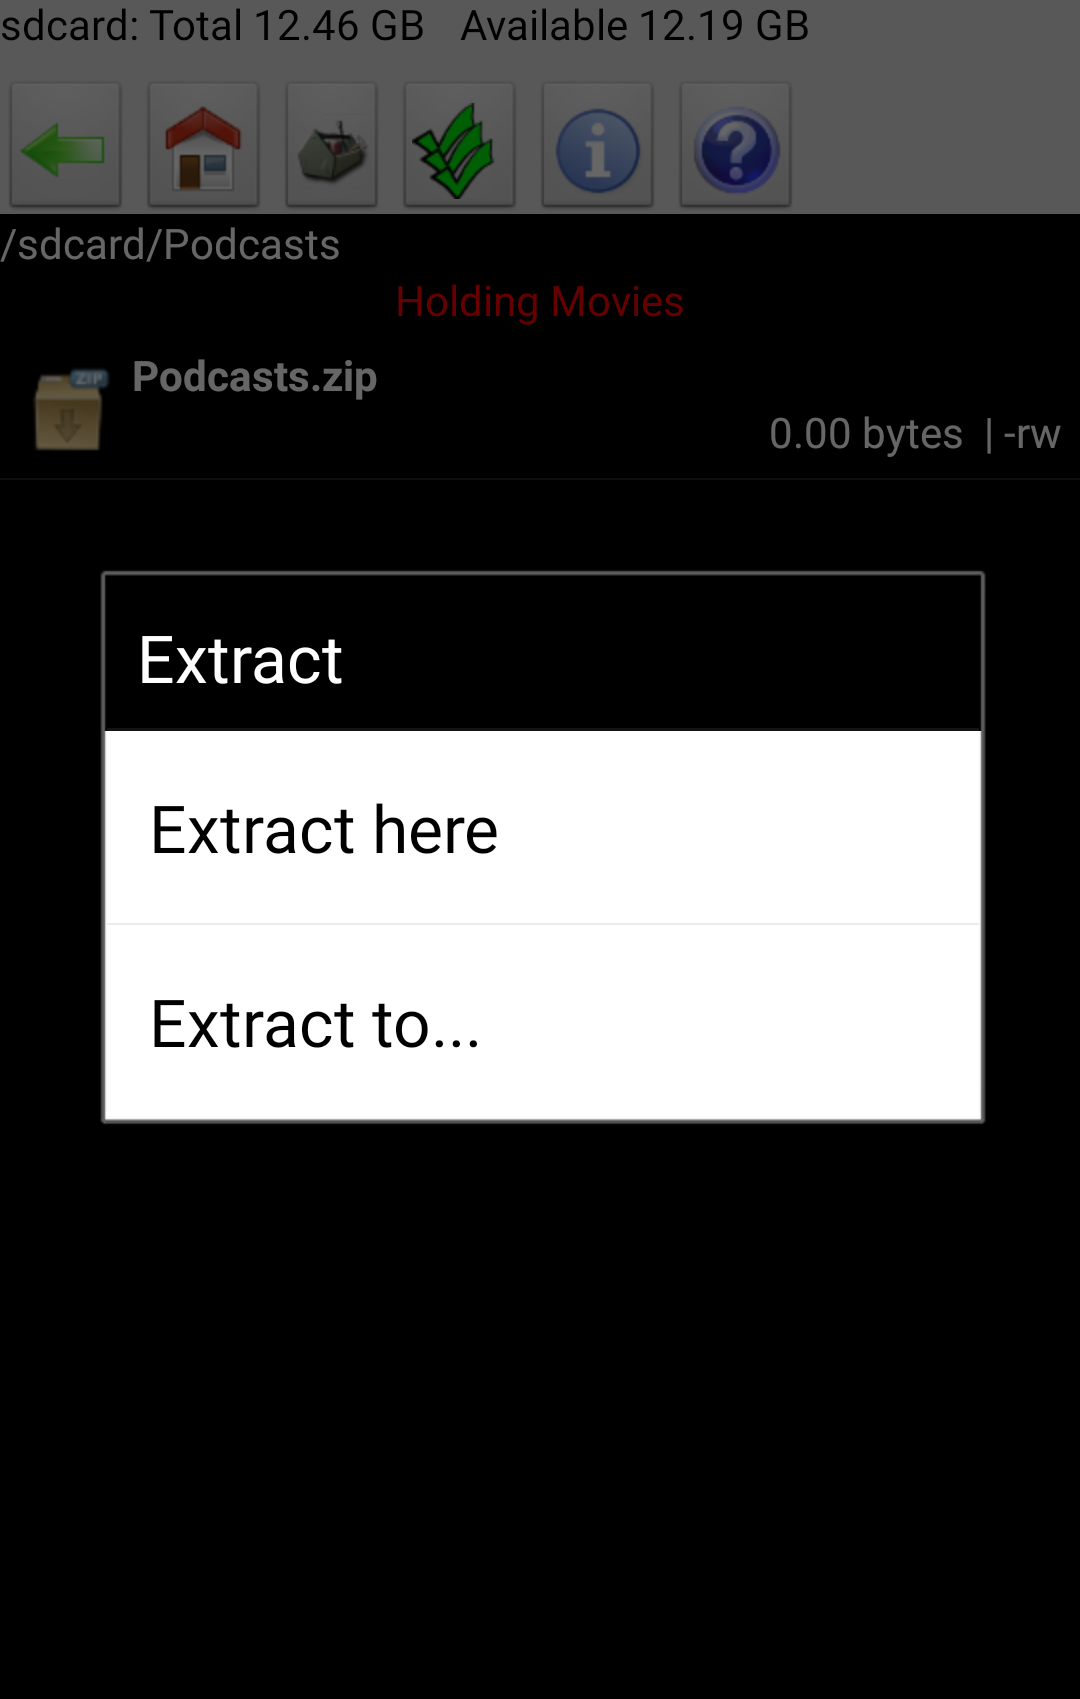 sdcard: Total 12.46 GB Available 12.19 GB
/sdcard/Podcasts
Holding Movies
ZIP
Podcasts.zip
0.00 bytes | -rw
Extract
Extract here
Extract to...